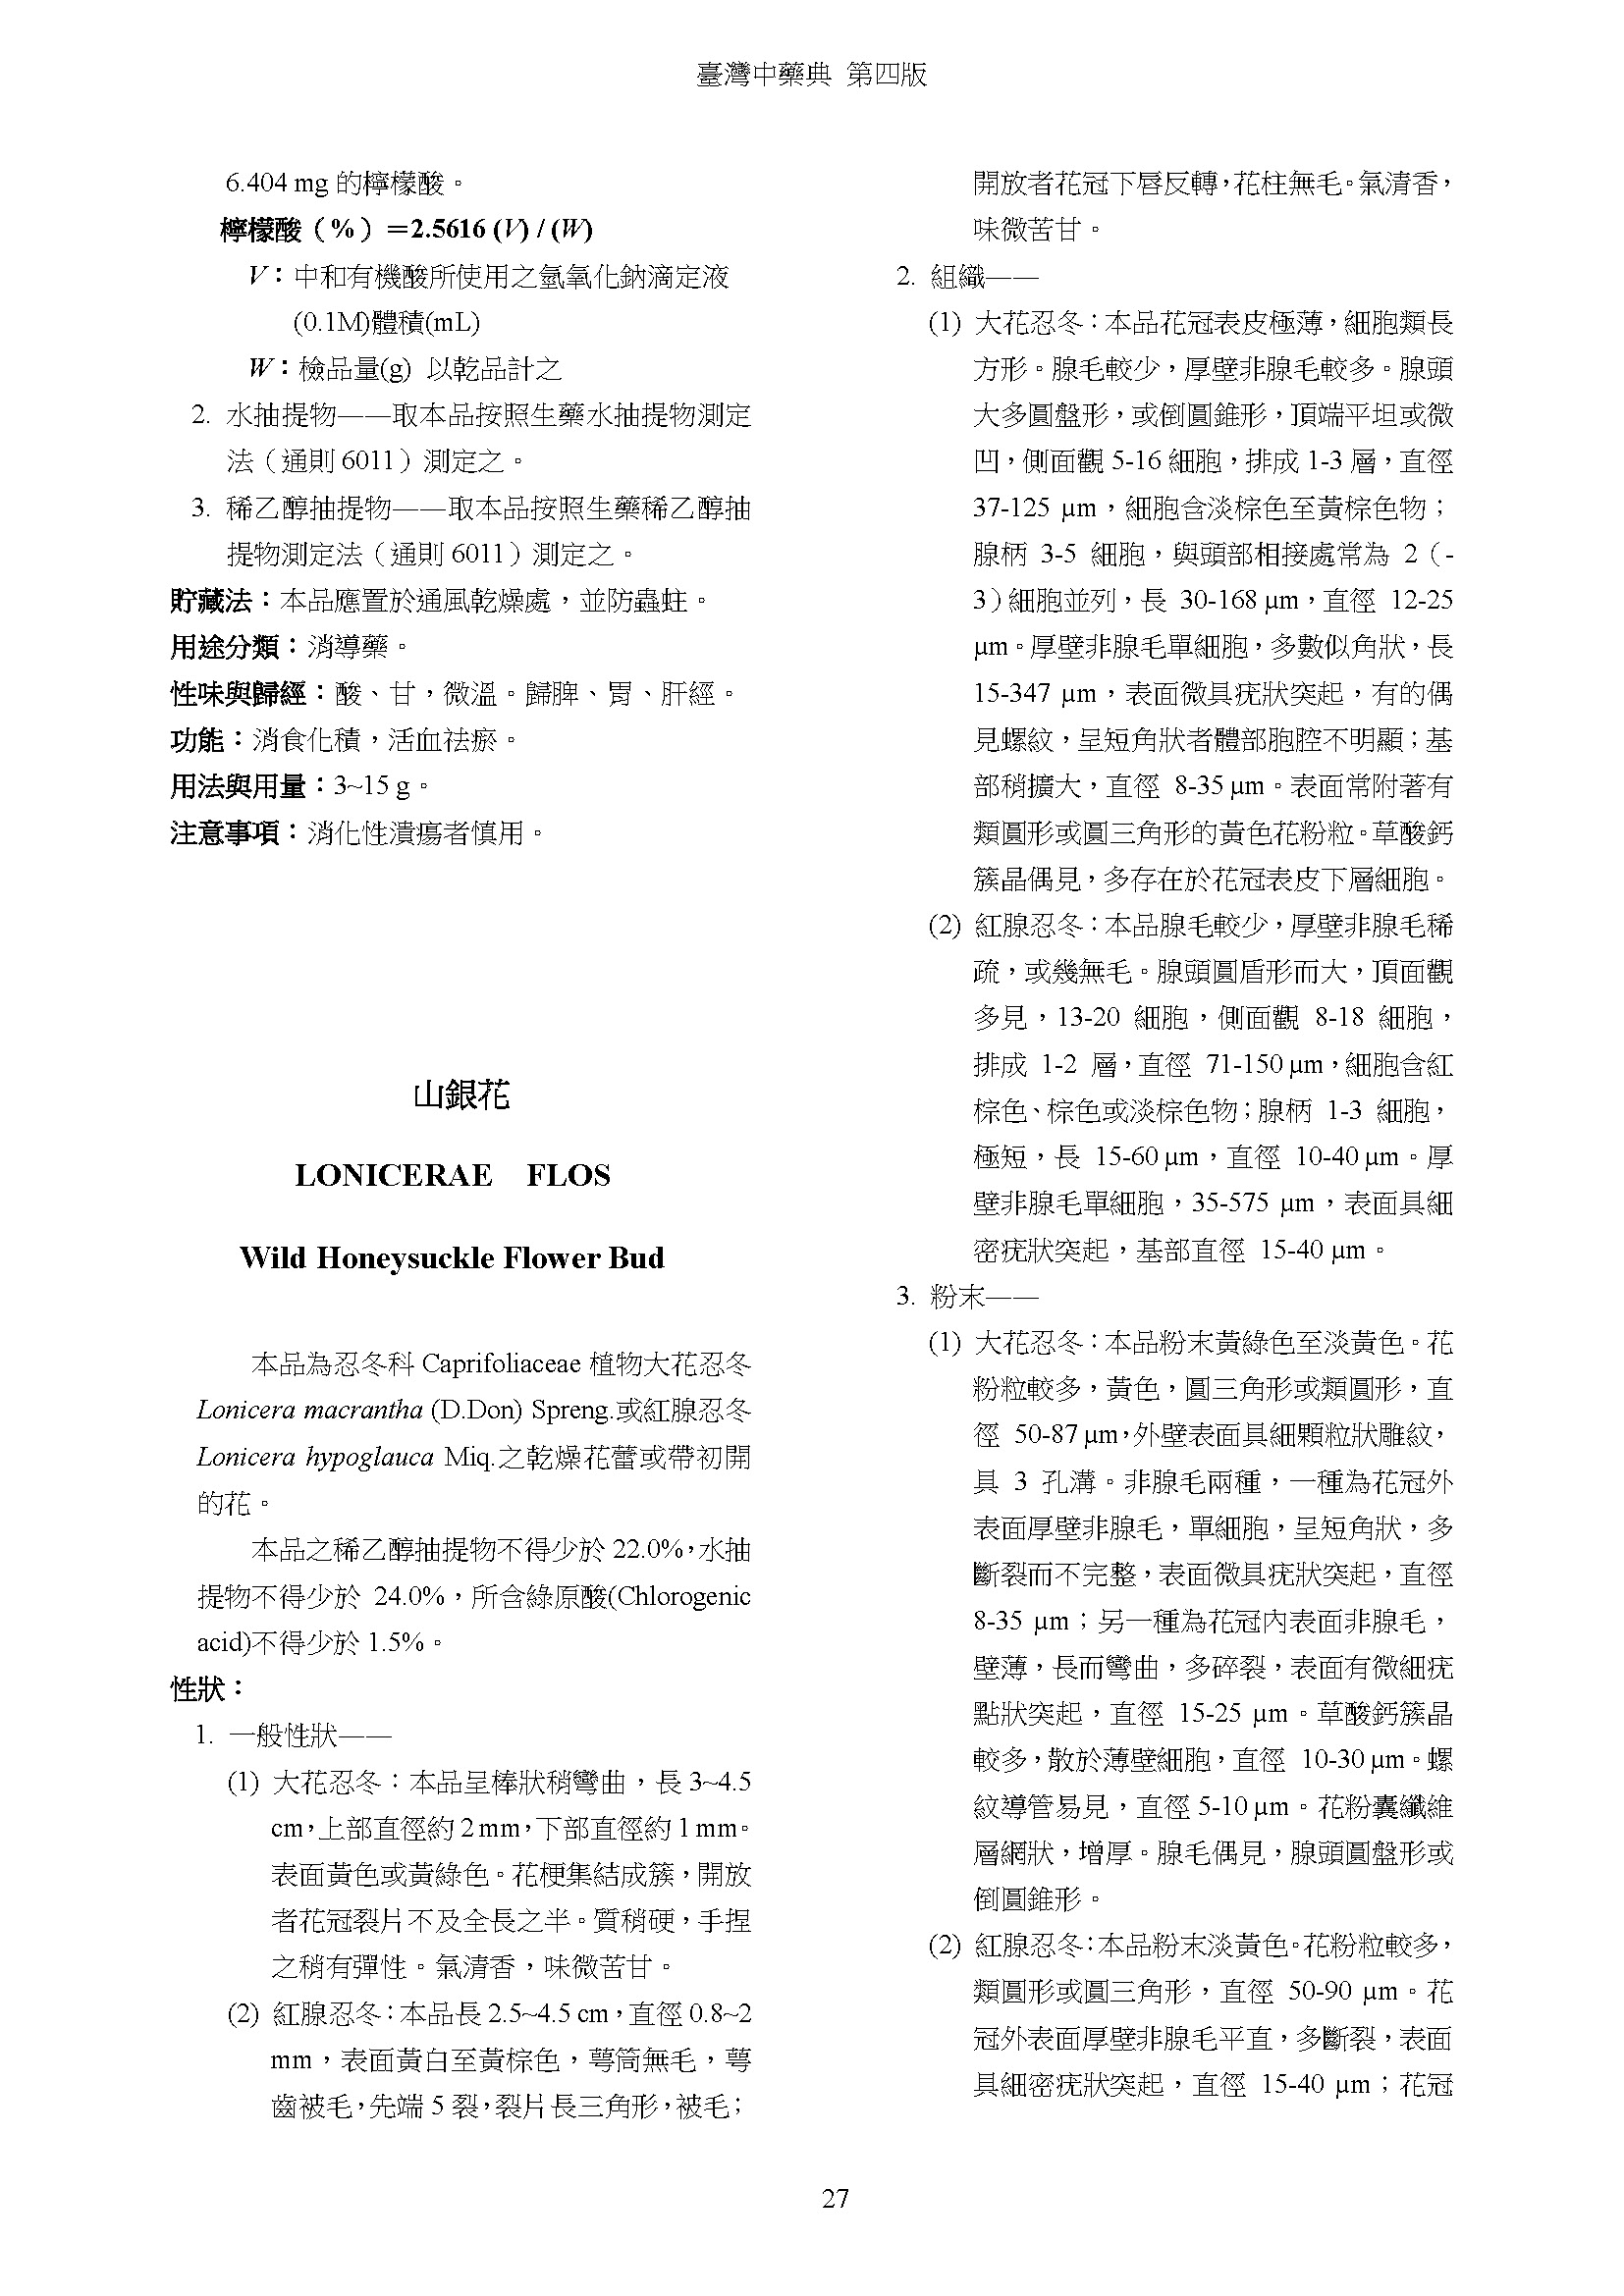 臺灣中藥典 第四版
6.404 mg 的檸檬酸。
檸檬酸（%）＝2.5616 (V) / (W)
V：中和有機酸所使用之氫氧化鈉滴定液
(0.1M)體積(mL)
W：檢品量(g) 以乾品計之
2. 水抽提物——取本品按照生藥水抽提物測定
法（通則 6011）測定之。
3. 稀乙醇抽提物——取本品按照生藥稀乙醇抽
提物測定法（通則 6011）測定之。
貯藏法：本品應置於通風乾燥處，並防蟲蛀。
用途分類：消導藥。
性味與歸經：酸、甘，微溫。歸脾、胃、肝經。
功能：消食化積，活血祛瘀。
用法與用量：3~15 g。
注意事項：消化性潰瘍者慎用。
山銀花
LONICERAE FLOS
Wild Honeysuckle Flower Bud
本品為忍冬科 Caprifoliaceae 植物大花忍冬
Lonicera macrantha (D.Don) Spreng.或紅腺忍冬
Lonicera hypoglauca Miq.之乾燥花蕾或帶初開
的花。
本品之稀乙醇抽提物不得少於 22.0%，水抽
提物不得少於 24.0%，所含綠原酸(Chlorogenic
acid)不得少於 1.5%。
性狀：
1. 一般性狀——
(1) 大花忍冬：本品呈棒狀稍彎曲，長 3~4.5
cm，上部直徑約 2 mm，下部直徑約 1 mm。
表面黃色或黃綠色。花梗集結成簇，開放
者花冠裂片不及全長之半。質稍硬，手捏
之稍有彈性。氣清香，味微苦甘。
(2) 紅腺忍冬：本品長 2.5~4.5 cm，直徑 0.8~2
mm，表面黃白至黃棕色，萼筒無毛，萼
齒被毛，先端 5 裂，裂片長三角形，被毛；
開放者花冠下唇反轉，花柱無毛。氣清香，
味微苦甘。
2. 組織——
(1) 大花忍冬：本品花冠表皮極薄，細胞類長
方形。腺毛較少，厚壁非腺毛較多。腺頭
大多圓盤形，或倒圓錐形，頂端平坦或微
凹，側面觀 5-16 細胞，排成 1-3 層，直徑
37-125 μm，細胞含淡棕色至黃棕色物；
腺柄 3-5 細胞，與頭部相接處常為 2（-
3）細胞並列，長 30-168 μm，直徑 12-25
μm。厚壁非腺毛單細胞，多數似角狀，長
15-347 μm，表面微具疣狀突起，有的偶
見螺紋，呈短角狀者體部胞腔不明顯；基
部稍擴大，直徑 8-35 μm。表面常附著有
類圓形或圓三角形的黃色花粉粒。草酸鈣
簇晶偶見，多存在於花冠表皮下層細胞。
(2) 紅腺忍冬：本品腺毛較少，厚壁非腺毛稀
疏，或幾無毛。腺頭圓盾形而大，頂面觀
多見，13-20 細胞，側面觀 8-18 細胞，
排成 1-2 層，直徑 71-150 μm，細胞含紅
棕色、棕色或淡棕色物；腺柄 1-3 細胞，
極短，長 15-60 μm，直徑 10-40 μm。厚
壁非腺毛單細胞，35-575 μm，表面具細
密疣狀突起，基部直徑 15-40 μm。
3. 粉末——
(1) 大花忍冬：本品粉末黃綠色至淡黃色。花
粉粒較多，黃色，圓三角形或類圓形，直
徑 50-87 μm，外壁表面具細顆粒狀雕紋，
具 3 孔溝。非腺毛兩種，一種為花冠外
表面厚壁非腺毛，單細胞，呈短角狀，多
斷裂而不完整，表面微具疣狀突起，直徑
8-35 μm；另一種為花冠內表面非腺毛，
壁薄，長而彎曲，多碎裂，表面有微細疣
點狀突起，直徑 15-25 μm。草酸鈣簇晶
較多，散於薄壁細胞，直徑 10-30 μm。螺
紋導管易見，直徑 5-10 μm。花粉囊纖維
層網狀，增厚。腺毛偶見，腺頭圓盤形或
倒圓錐形。
(2) 紅腺忍冬：本品粉末淡黃色。花粉粒較多，
類圓形或圓三角形，直徑 50-90 μm。花
冠外表面厚壁非腺毛平直，多斷裂，表面
具細密疣狀突起，直徑 15-40 μm；花冠
27